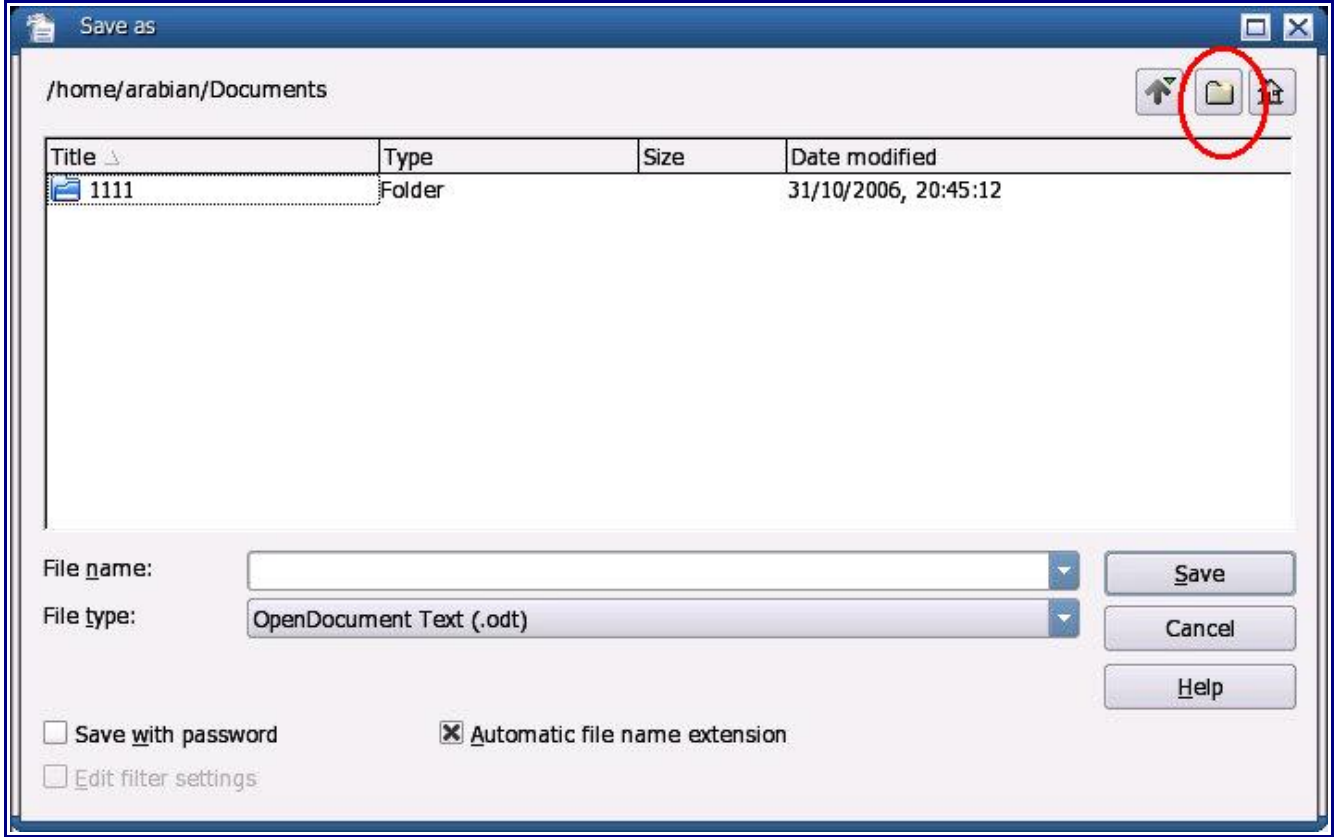 Save as
/home/arabian/Documents
Title Type Size Date modified
1111 Folder 31/10/2006, 20:45:12
File name: Save
File type: OpenDocument Text (.odt)
Cancel
Help
Save with password Automatic file name extension
Edit filter settings